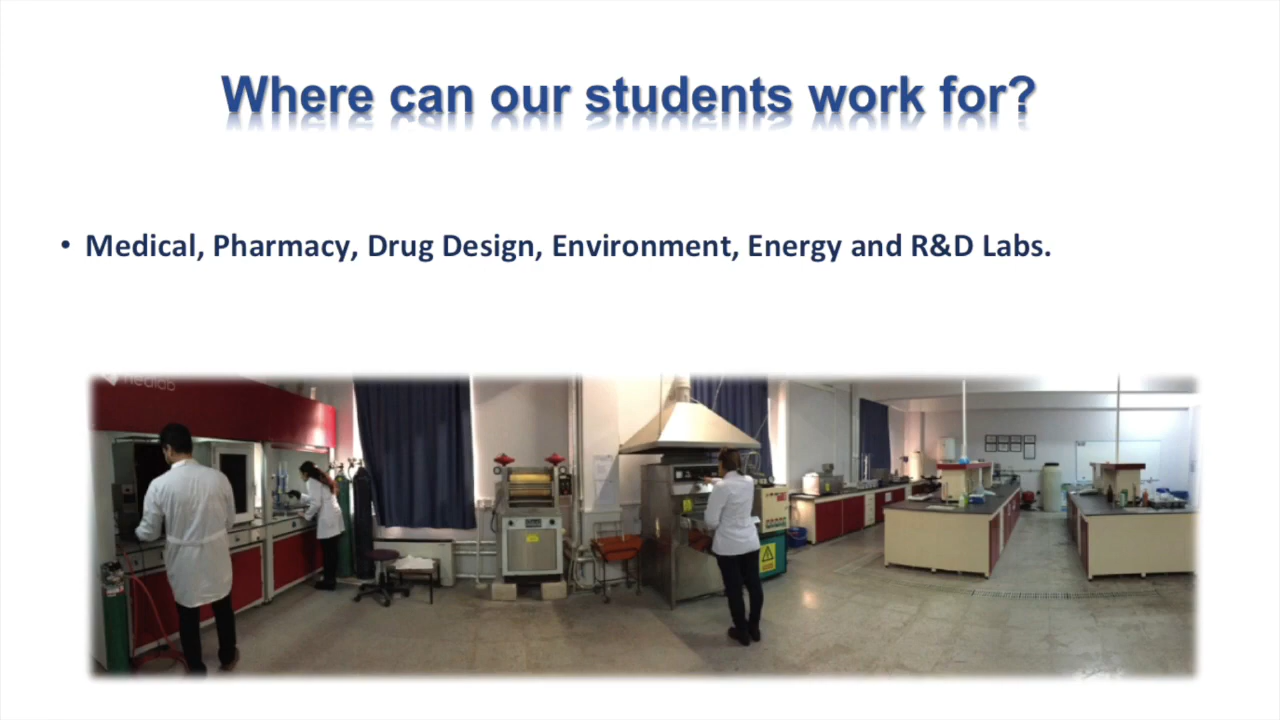 Where can our students work for?
• Medical, Pharmacy, Drug Design, Environment, Energy and R&D Labs.